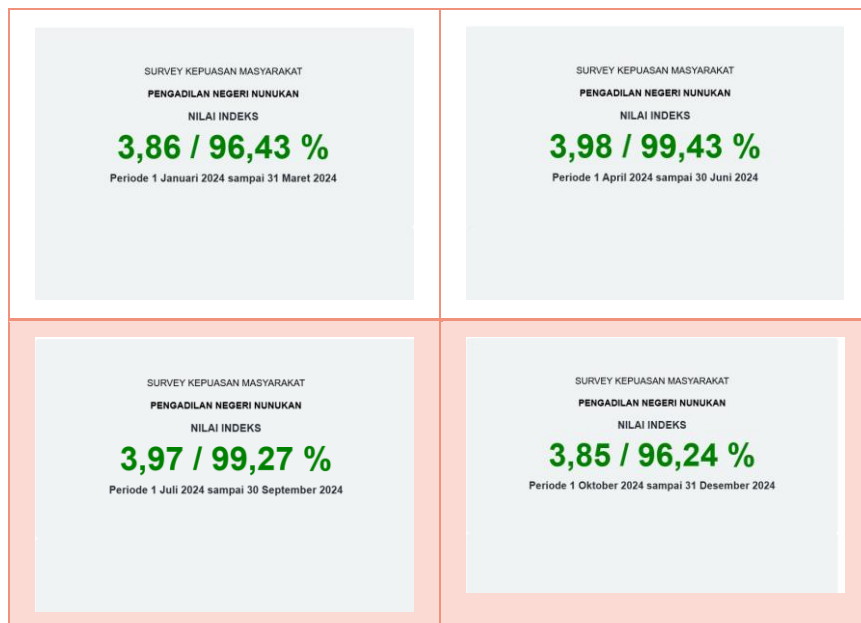 SURVEY KEPUASAN MASYARAKAT
PENGADILAN NEGERI NUNUKAN
NILAI INDEKS
3,86 / 96,43 %
Periode 1 Januari 2024 sampai 31 Maret 2024
SURVEY KEPUASAN MASYARAKAT
PENGADILAN NEGERI NUNUKAN
NILAI INDEKS
3,98 / 99,43 %
Periode 1 April 2024 sampai 30 Juni 2024
SURVEY KEPUASAN MASYARAKAT
PENGADILAN NEGERI NUNUKAN
NILAI INDEKS
3,97 / 99,27 %
Periode 1 Juli 2024 sampai 30 September 2024
SURVEY KEPUASAN MASYARAKAT
PENGADILAN NEGERI NUNUKAN
NILAI INDEKS
3,85 / 96,24 %
Periode 1 Oktober 2024 sampai 31 Desember 2024